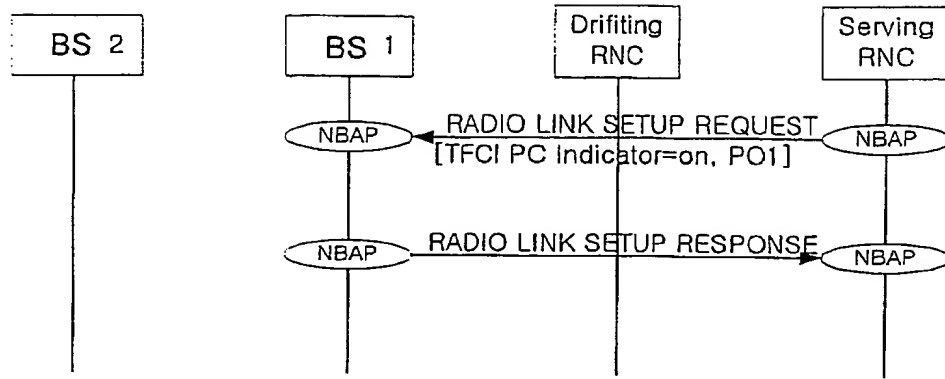 BS 2
BS 1
Drifiting
RNC
Serving
RNC
NBAP
RADIO LINK SETUP REQUEST
NBAP
[TFCI PC Indicator=on, PO1]
NBAP
RADIO LINK SETUP RESPONSE
NBAP